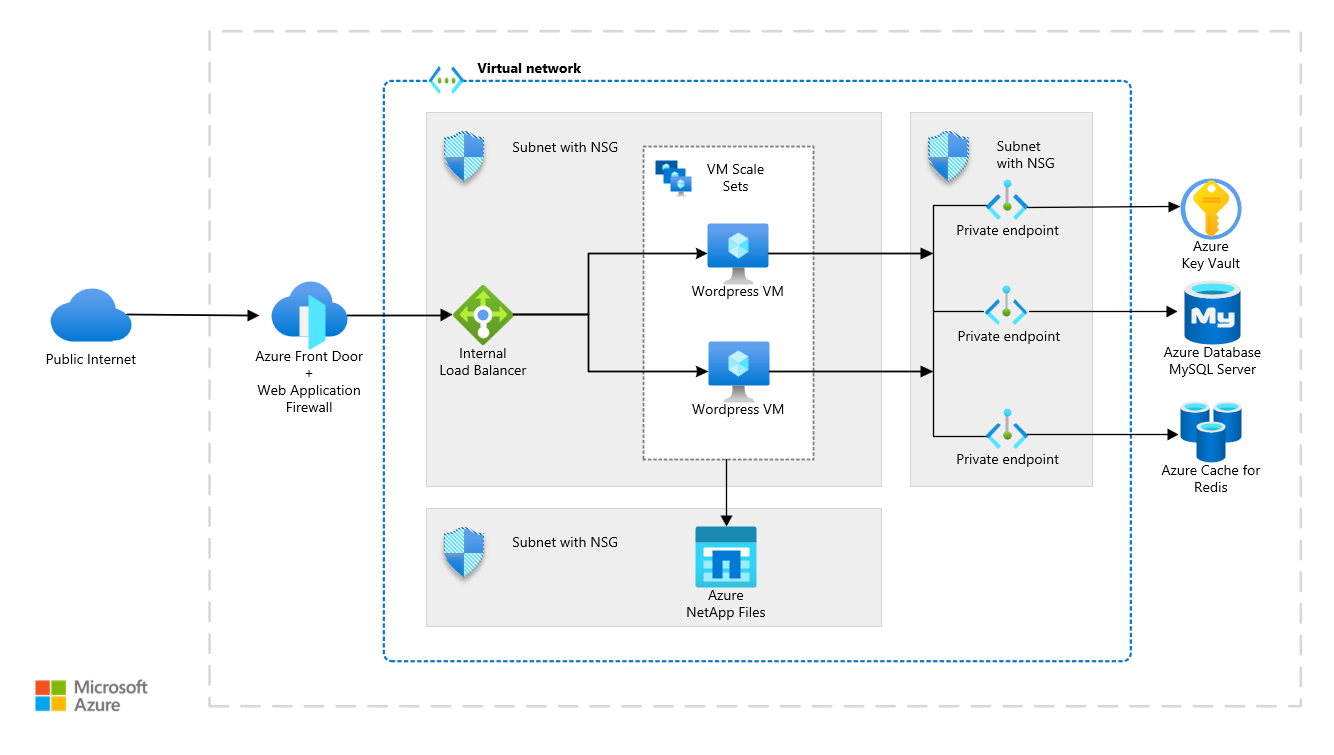 Virtual network
Subnet with NSG
VM Scale
Sets
Subnet
with NSG
Private endpoint
Azure
Key Vault
Wordpress VM
Public Internet
Azure Front Door
+
Web Application
Firewall
Internal
Load Balancer
Private endpoint
My
Azure Database
MySQL Server
Wordpress VM
Private endpoint
Azure Cache for
Redis
Subnet with NSG
Azure
NetApp Files
Microsoft
Azure